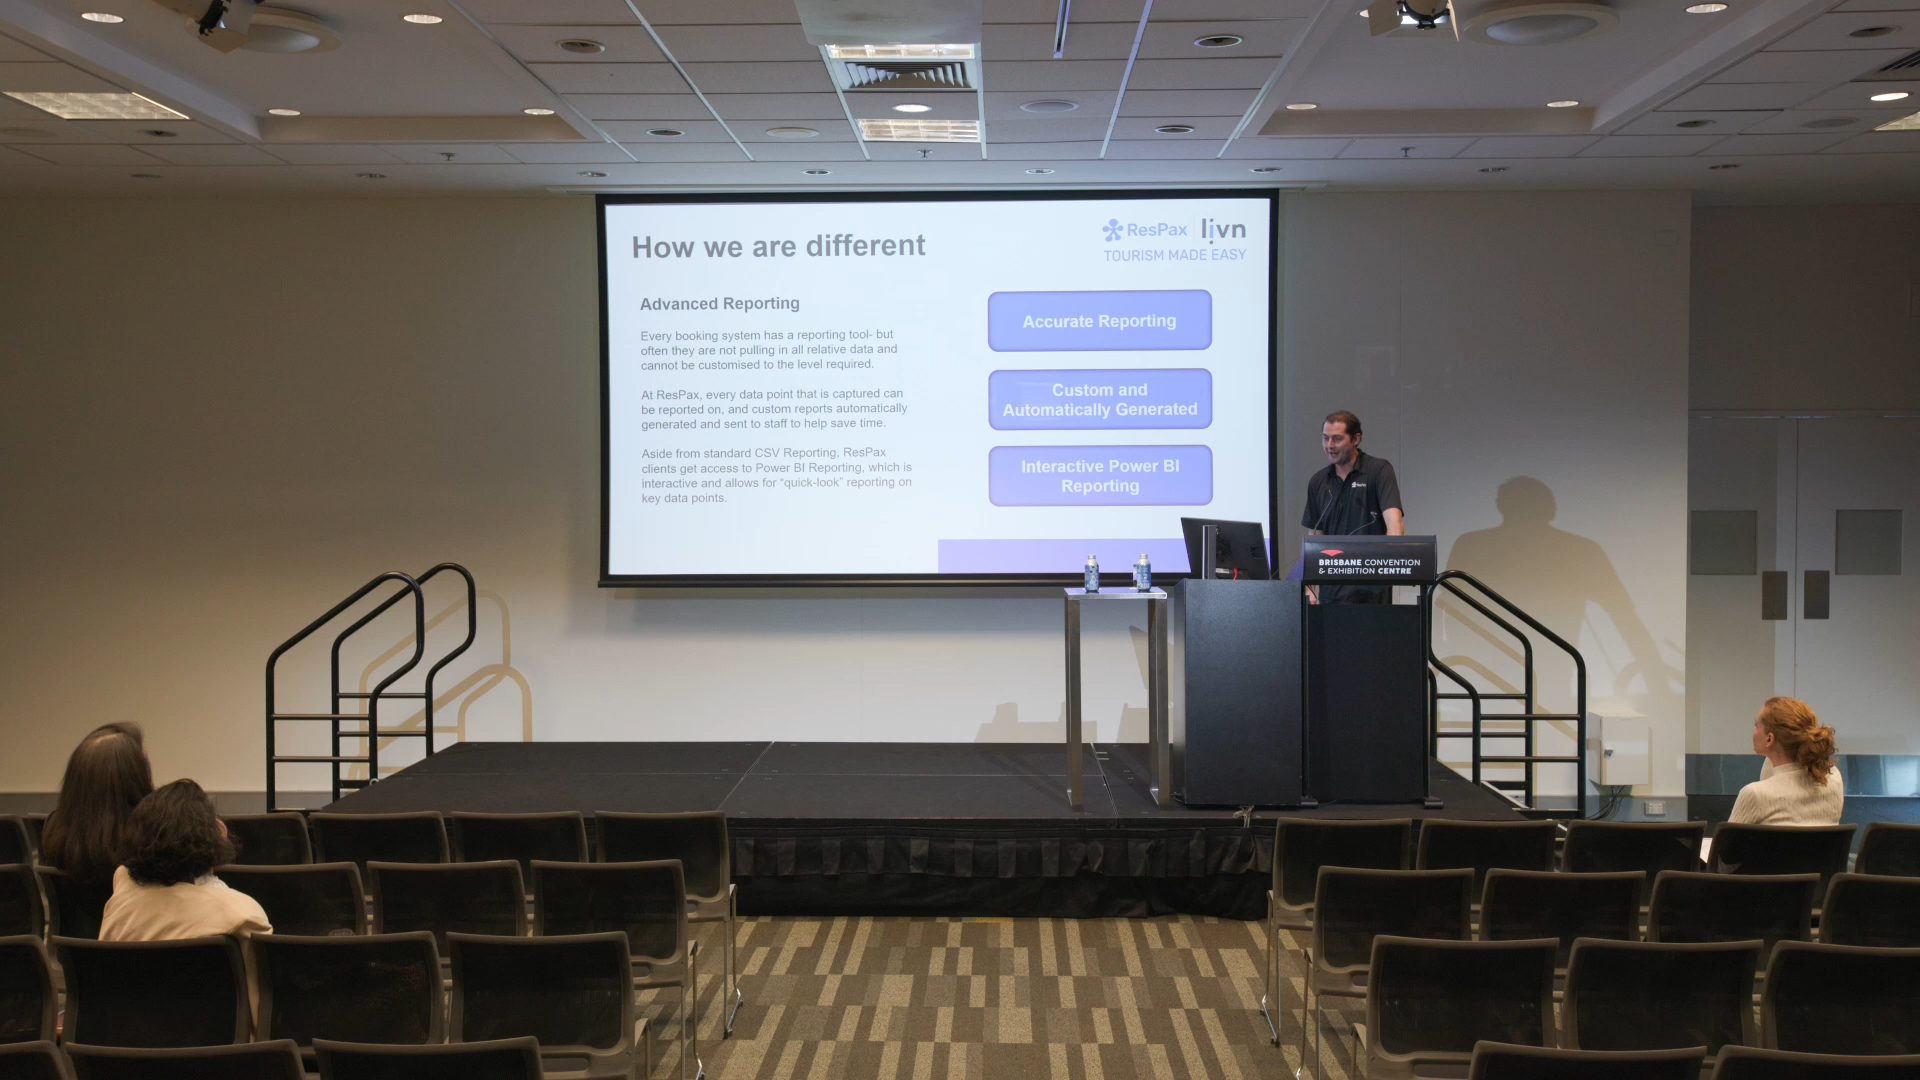 How we are different
ResPax livn
TOURISM MADE EASY
Advanced Reporting
Every booking system has a reporting tool- but
often they are not pulling in all relative data and
cannot be customised to the level required.
At ResPax, every data point that is captured can
be reported on, and custom reports automatically
generated and sent to staff to help save time.
Aside from standard CSV Reporting, ResPax
clients get access to Power BI Reporting, which is
interactive and allows for “quick-look” reporting on
key data points.
Accurate Reporting
Custom and
Automatically Generated
Interactive Power BI
Reporting
BRISBANE CONVENTION
& EXHIBITION CENTRE